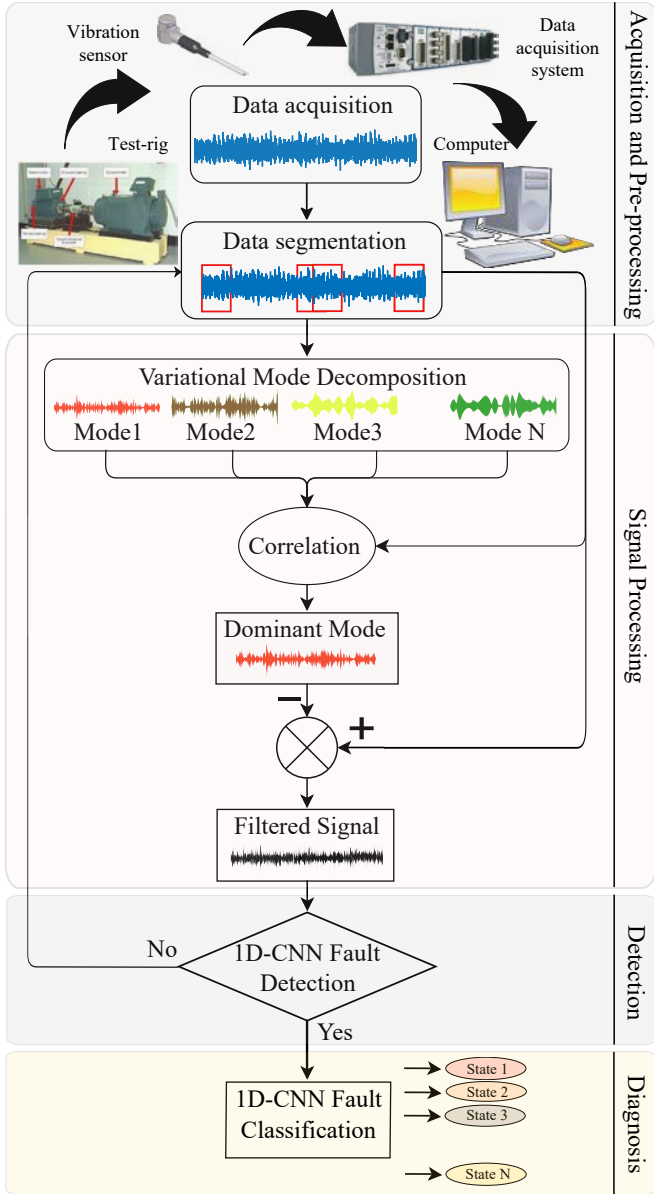 Vibration
sensor
Data
acquisition
system
Data acquisition
Test-rig
Computer
Data segmentation
Acquisition and Pre-processing
Variational Mode Decomposition
Mode1
Mode2
Mode3
Mode N
Correlation
Dominant Mode
−
+
Filtered Signal
Signal Processing
No
1D-CNN Fault
Detection
Yes
Detection
1D-CNN Fault
Classification
State 1
State 2
State 3
State N
Diagnosis